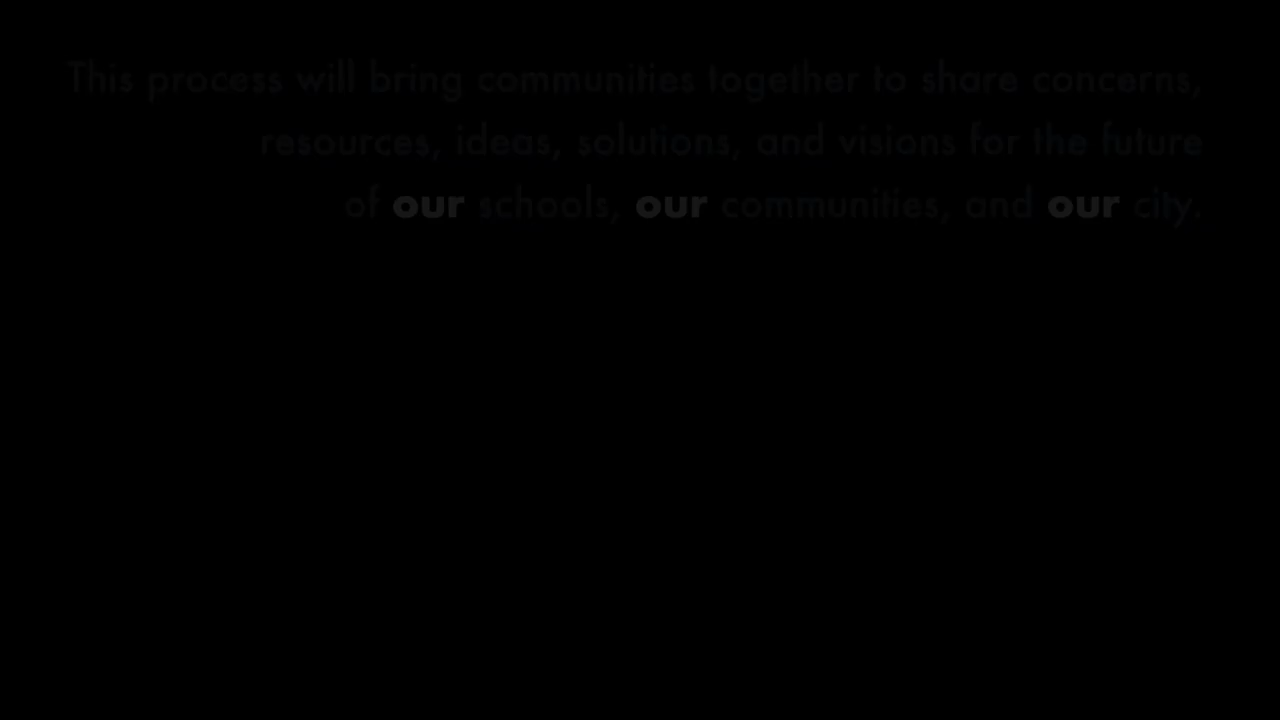 This process will bring communities together to share concerns,
resources, ideas, solutions, and visions for the future
of our schools, our communities, and our city.